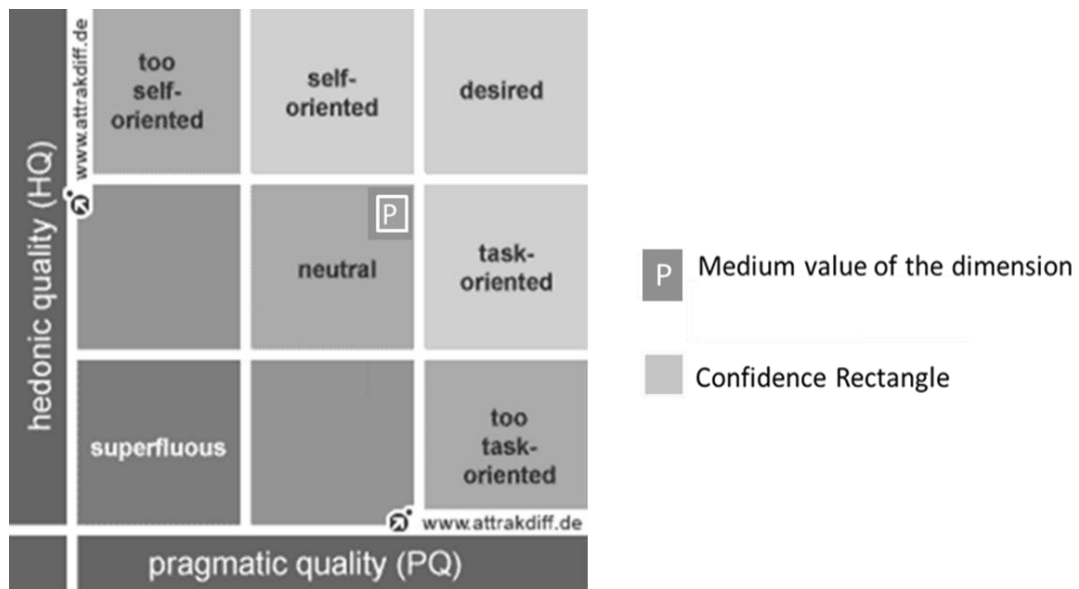 hedonic quality (HQ)
www.attrakdiff.de
too
self-
oriented
self-
oriented
desired
P
neutral
task-
oriented
superfluous
too
task-
oriented
www.attrakdiff.de
pragmatic quality (PQ)
P Medium value of the dimension
Confidence Rectangle